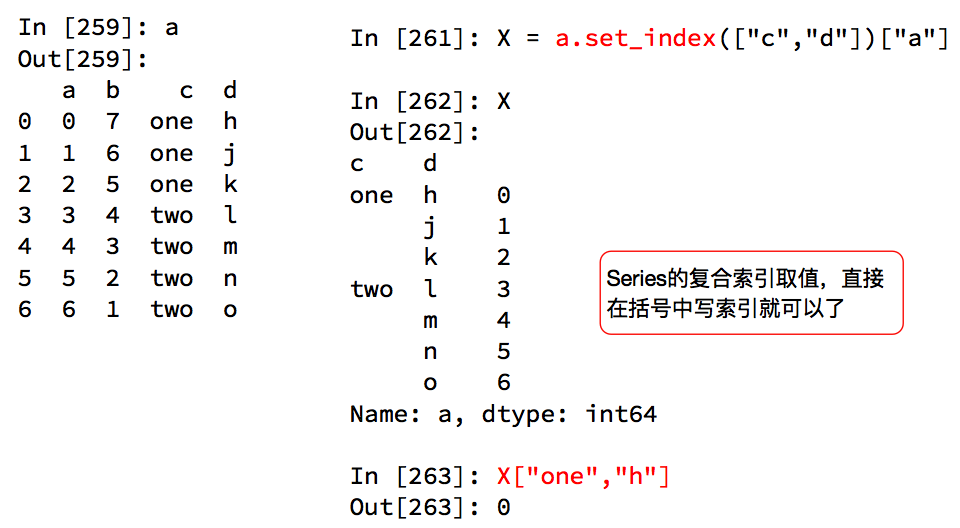 In [259]: a
Out[259]:
   a  b    c  d
0  0  7  one  h
1  1  6  one  j
2  2  5  one  k
3  3  4  two  l
4  4  3  two  m
5  5  2  two  n
6  6  1  two  o
In [261]: X = a.set_index(["c","d"])["a"]
In [262]: X
Out[262]:
c    d
one  h    0
     j    1
     k    2
two  l    3
     m    4
     n    5
     o    6
Name: a, dtype: int64
In [263]: X["one","h"]
Out[263]: 0
Series的复合索引取值，直接
在括号中写索引就可以了